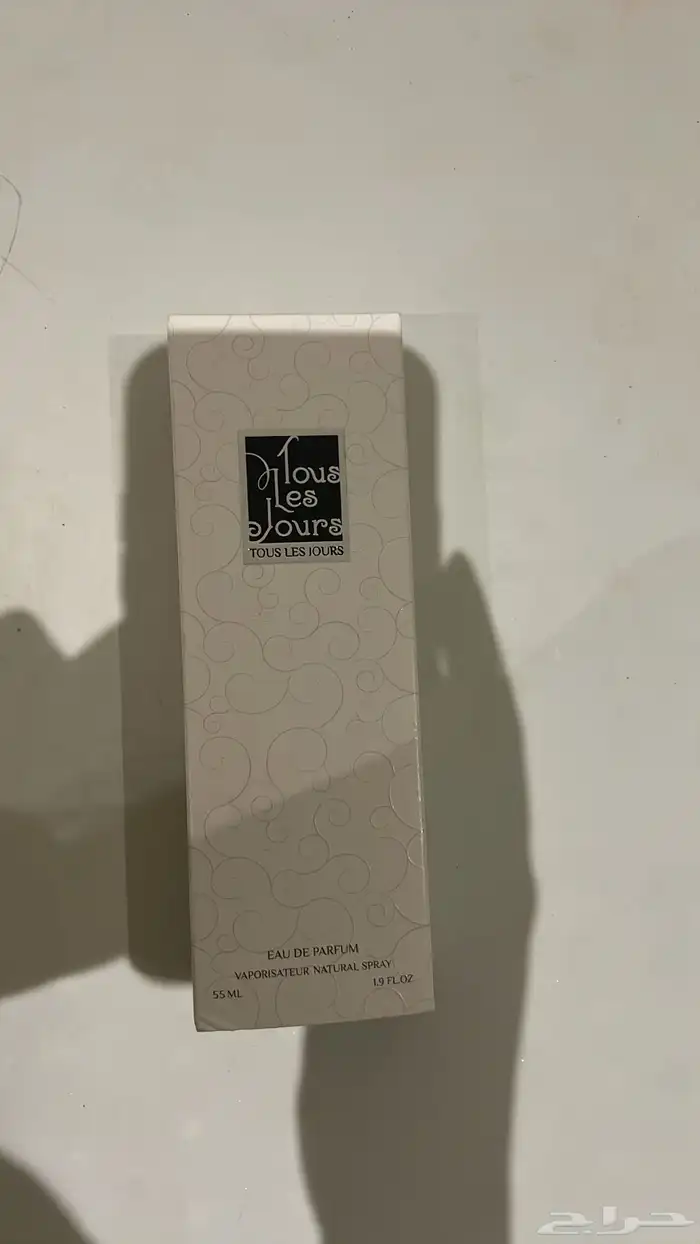 Tous
Les
Jours
TOUS LES JOURS
EAU DE PARFUM
VAPORISATEUR NATURAL SPRAY
55 ML 1.9 FL.OZ
حراج